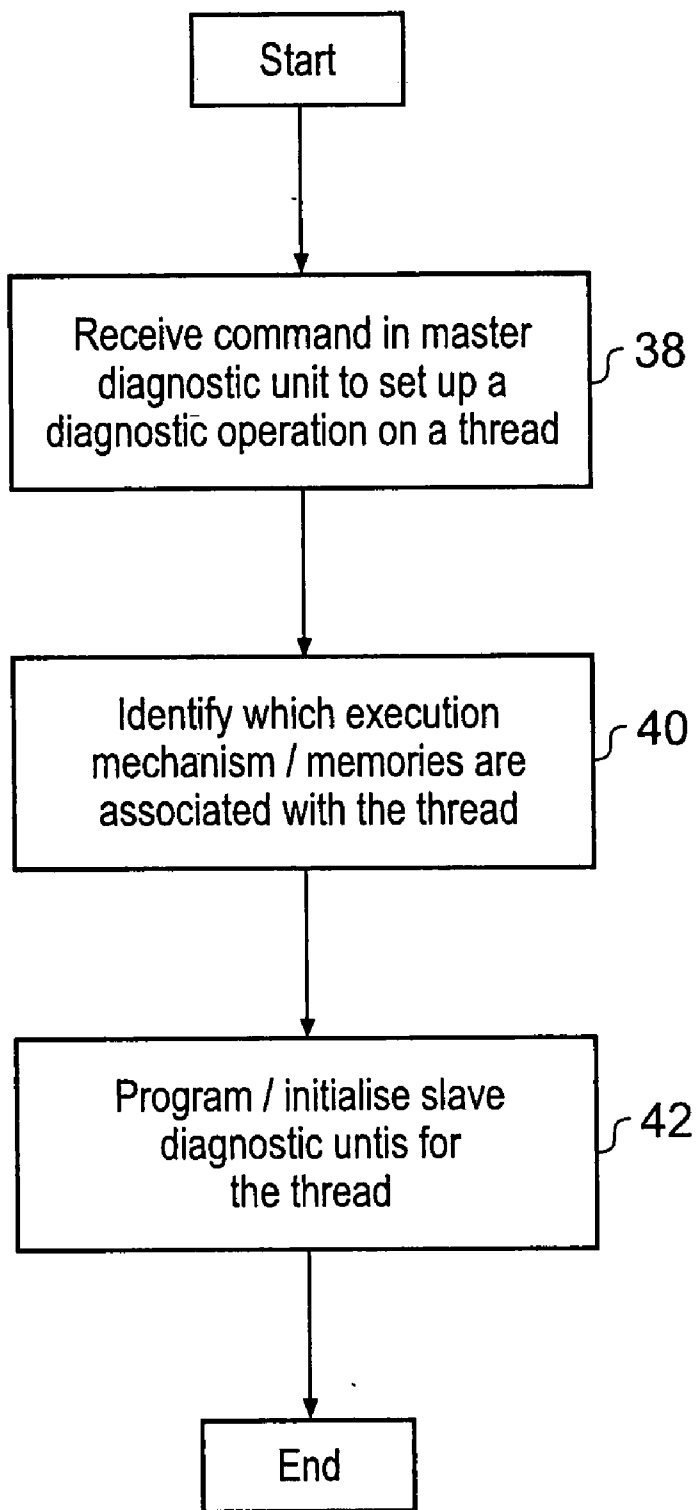 Start
Receive command in master
diagnostic unit to set up a
diagnostic operation on a thread
38
Identify which execution
mechanism / memories are
associated with the thread
40
Program / initialise slave
diagnostic untis for
the thread
42
End